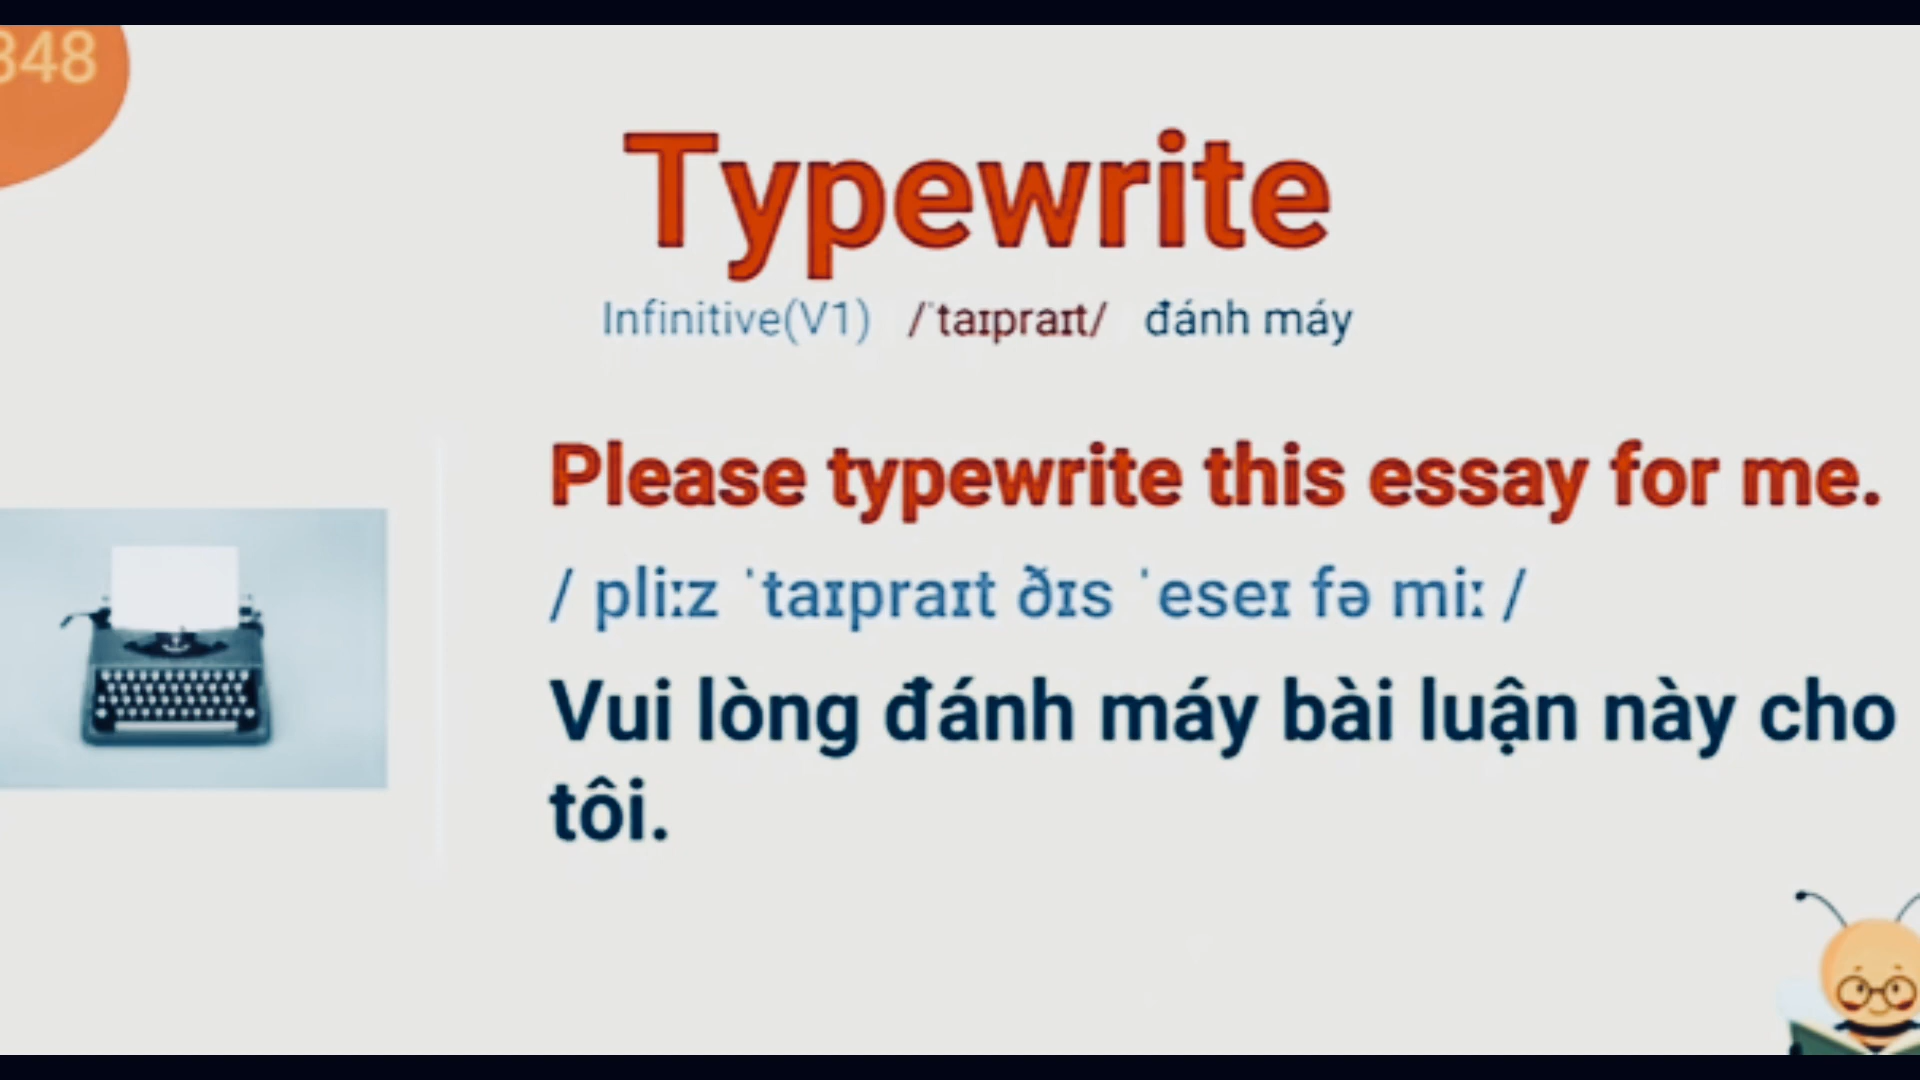 348
Typewrite
Infinitive(V1) /ˈtaɪpraɪt/ đánh máy
Please typewrite this essay for me.
/ pliːz ˈtaɪpraɪt ðɪs ˈeseɪ fə miː /
Vui lòng đánh máy bài luận này cho
tôi.